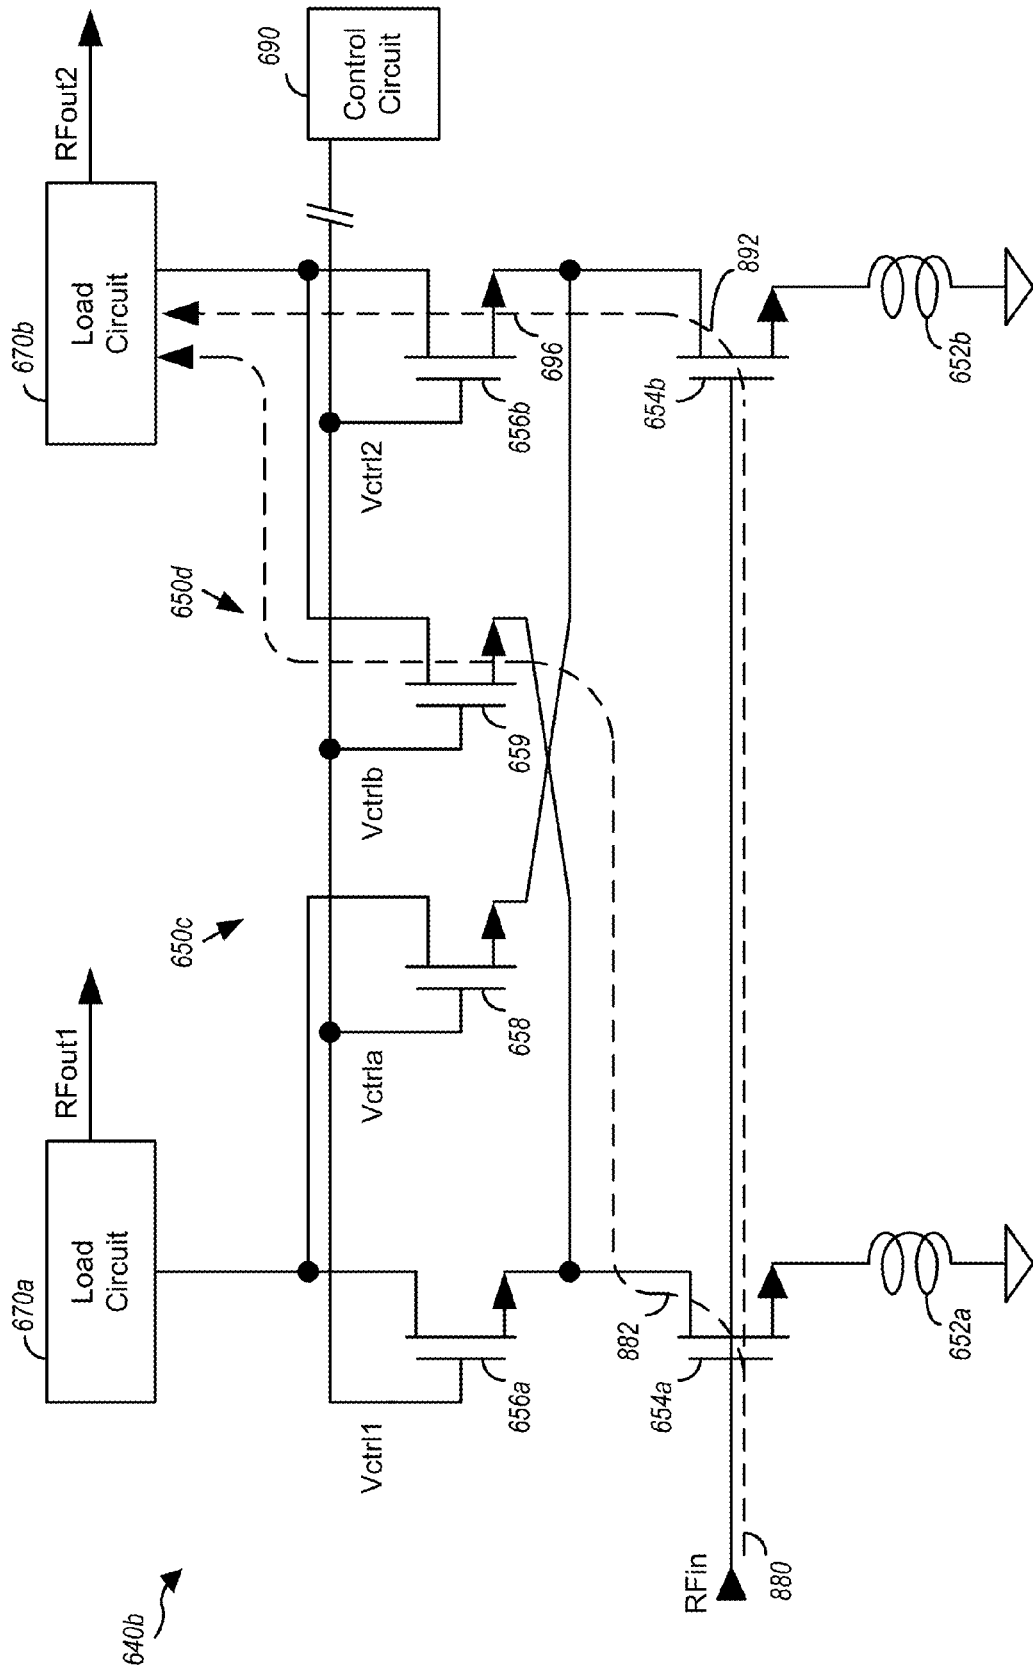 640b
670a
Load
Circuit
RFout1
670b
Load
Circuit
RFout2
650c
650d
690
Control
Circuit
Vctrl1
Vctrla
Vctrlb
Vctrl2
656a
658
659
656b
696
882
654a
654b
892
RFin
880
652a
652b